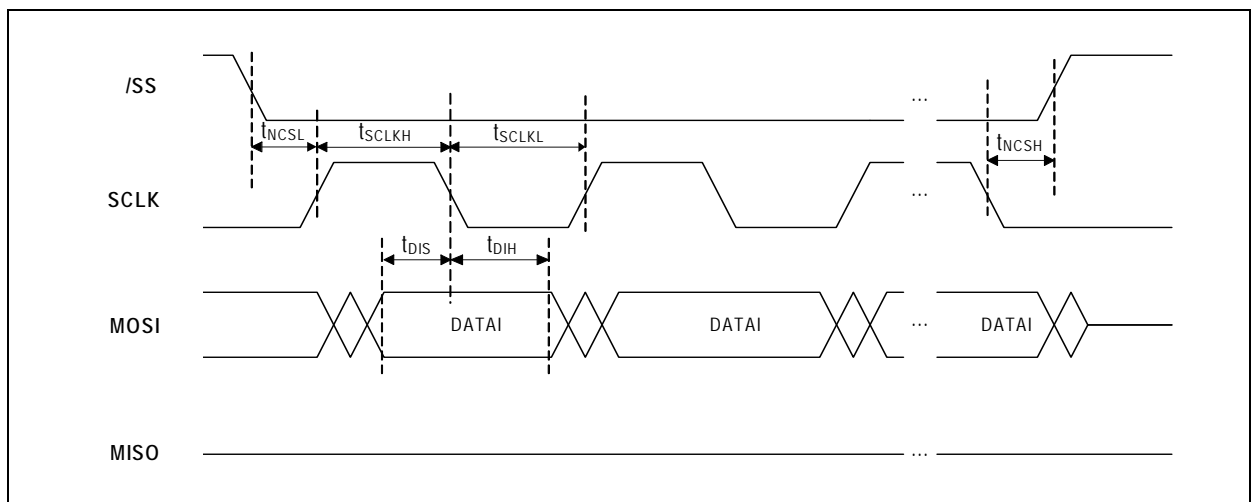 /SS
...
tNCSL
tSCLKH
tSCLKL
tNCSH
SCLK
...
tDIS
tDIH
MOSI
DATAI
DATAI
...
DATAI
MISO
...